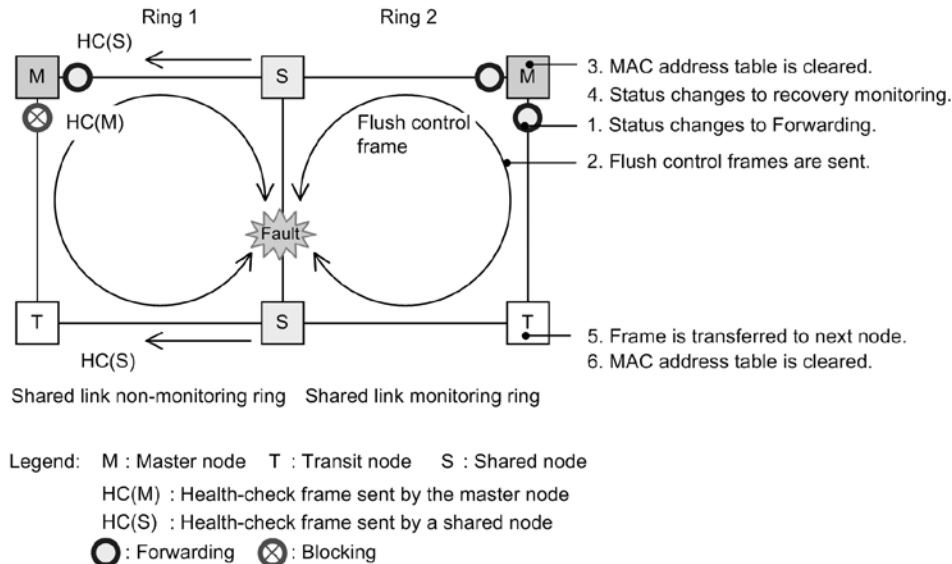 Ring 1
Ring 2
HC(S)
M
S
M
3. MAC address table is cleared.
4. Status changes to recovery monitoring.
HC(M)
Flush control
frame
1. Status changes to Forwarding.
2. Flush control frames are sent.
Fault
T
S
T
5. Frame is transferred to next node.
HC(S)
6. MAC address table is cleared.
Shared link non-monitoring ring
Shared link monitoring ring
Legend: M : Master node T : Transit node S : Shared node
HC(M) : Health-check frame sent by the master node
HC(S) : Health-check frame sent by a shared node
: Forwarding : Blocking